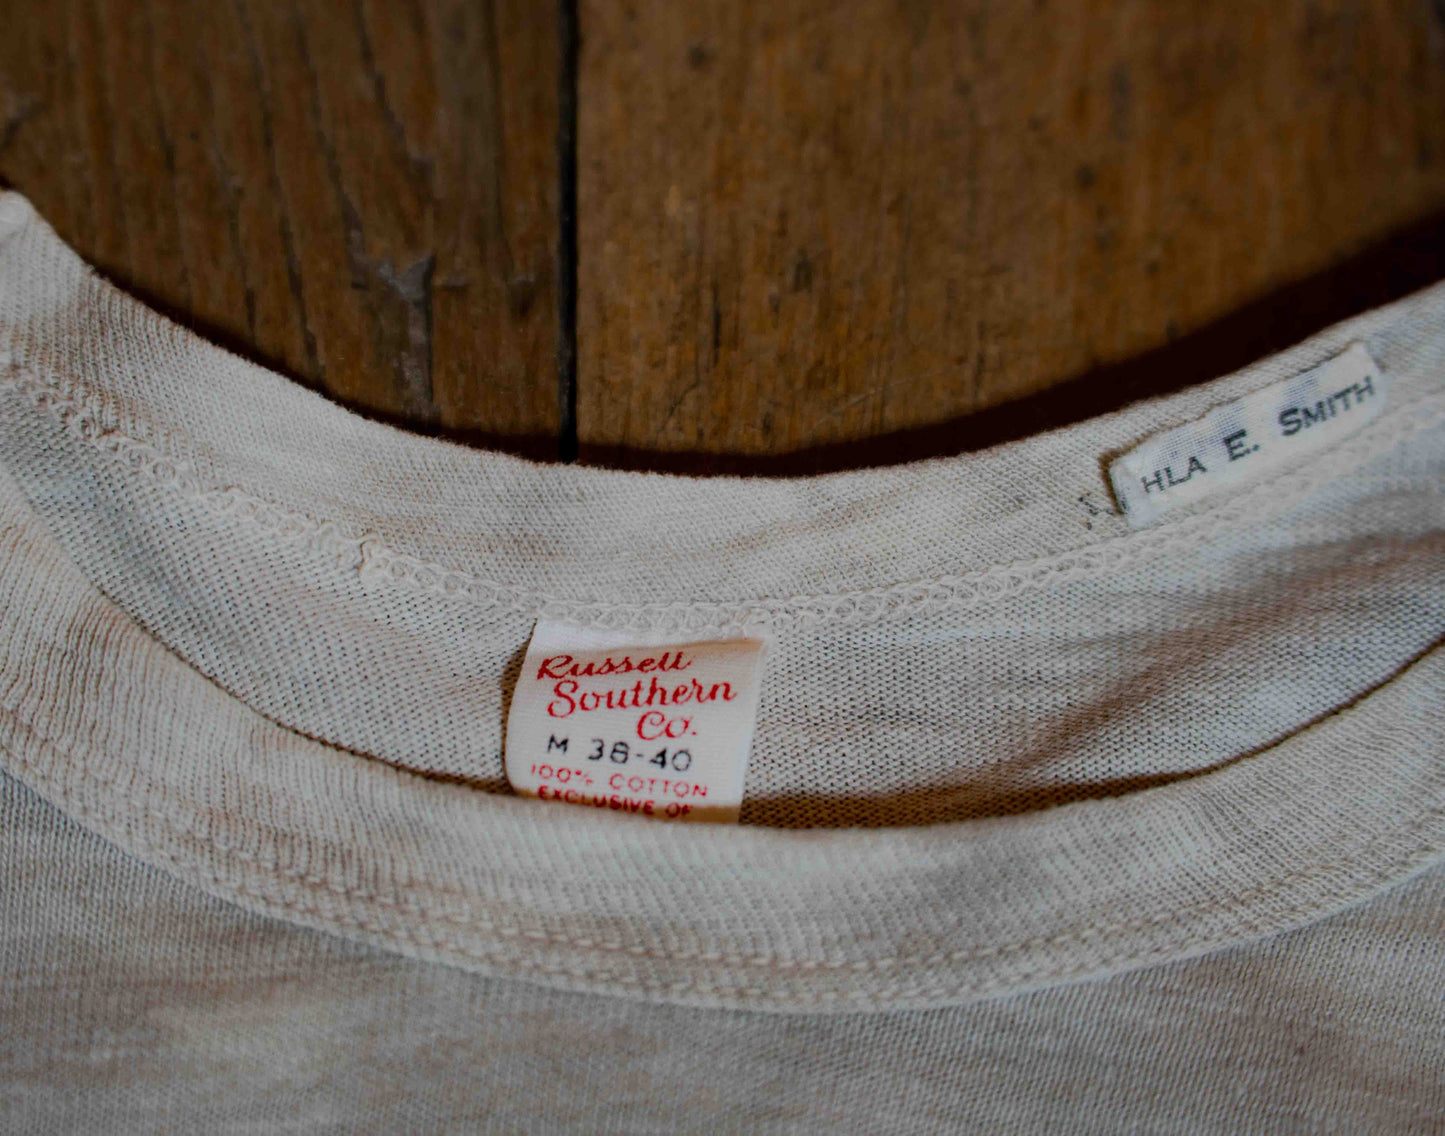 Russell
Southern
Co.
M 38-40
100% COTTON
EXCLUSIVE OF
HLA E. SMITH